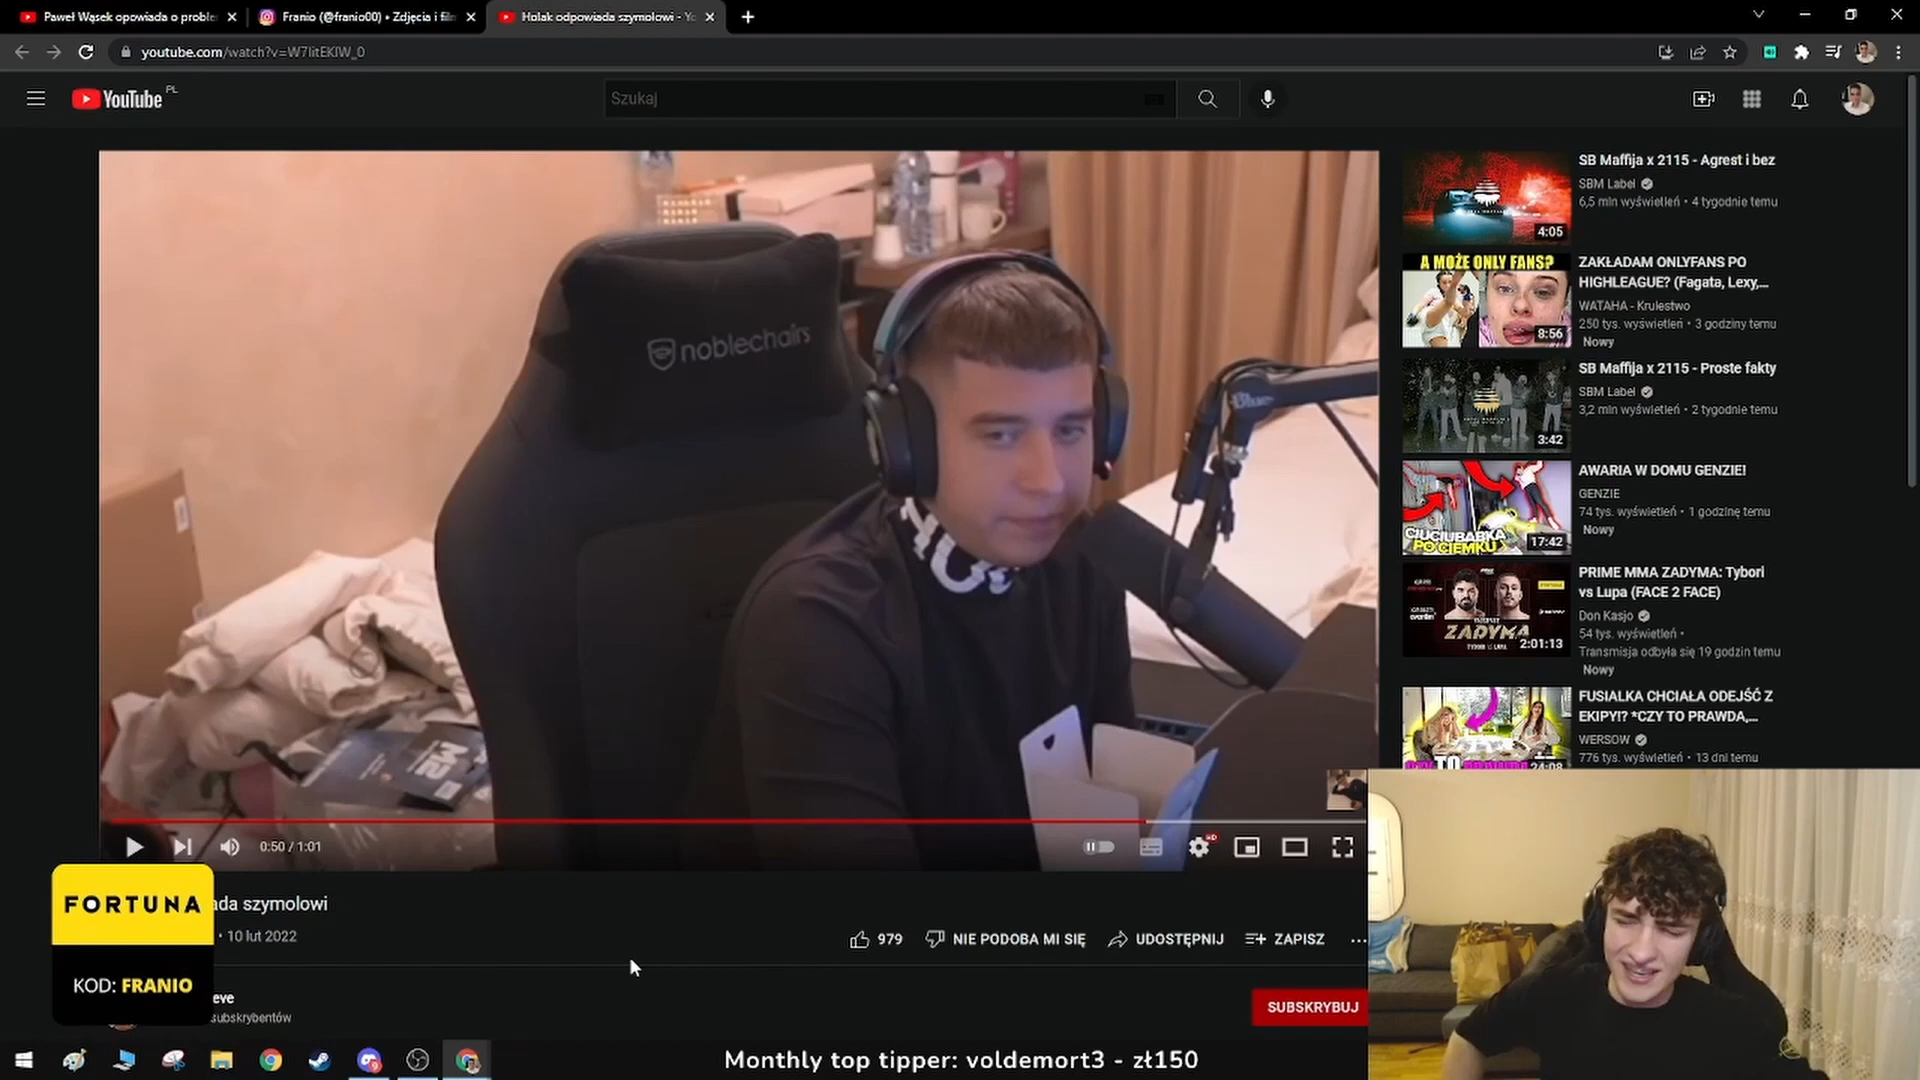 Paweł Wąsek opowiada o proble
Franio (@franio00) • Zdjęcia i film
Holak odpowiada szymolowi - Yo
youtube.com/watch?v=W7litEKlW_0
YouTube PL
Szukaj
noblechairs
Blue
M2
SB Maffija x 2115 - Agrest i bez
SBM Label
6,5 mln wyświetleń • 4 tygodnie temu
4:05
A MOŻE ONLY FANS?
8:56
ZAKŁADAM ONLYFANS PO
HIGHLEAGUE? (Fagata, Lexy,...
WATAHA - Krulestwo
250 tys. wyświetleń • 3 godziny temu
Nowy
SB Maffija x 2115 - Proste fakty
SBM Label
3,2 mln wyświetleń • 2 tygodnie temu
3:42
AWARIA W DOMU GENZIE!
GENZIE
74 tys. wyświetleń • 1 godzinę temu
Nowy
CIUCIUBABKA
PO CIEMKU
17:42
PRIME MMA ZADYMA: Tybori
vs Lupa (FACE 2 FACE)
Don Kasjo
54 tys. wyświetleń •
Transmisja odbyła się 19 godzin temu
Nowy
ZADYMA
2:01:13
FUSIALKA CHCIAŁA ODEJŚĆ Z
EKIPY!? *CZY TO PRAWDA,...
WERSOW
776 tys. wyświetleń • 13 dni temu
24:08
0:50 / 1:01
HD
FORTUNA
KOD: FRANIO
ada szymolowi
• 10 lut 2022
979
NIE PODOBA MI SIĘ
UDOSTĘPNIJ
ZAPISZ
eve
subskrybentów
SUBSKRYBUJ
Monthly top tipper: voldemort3 - zł150